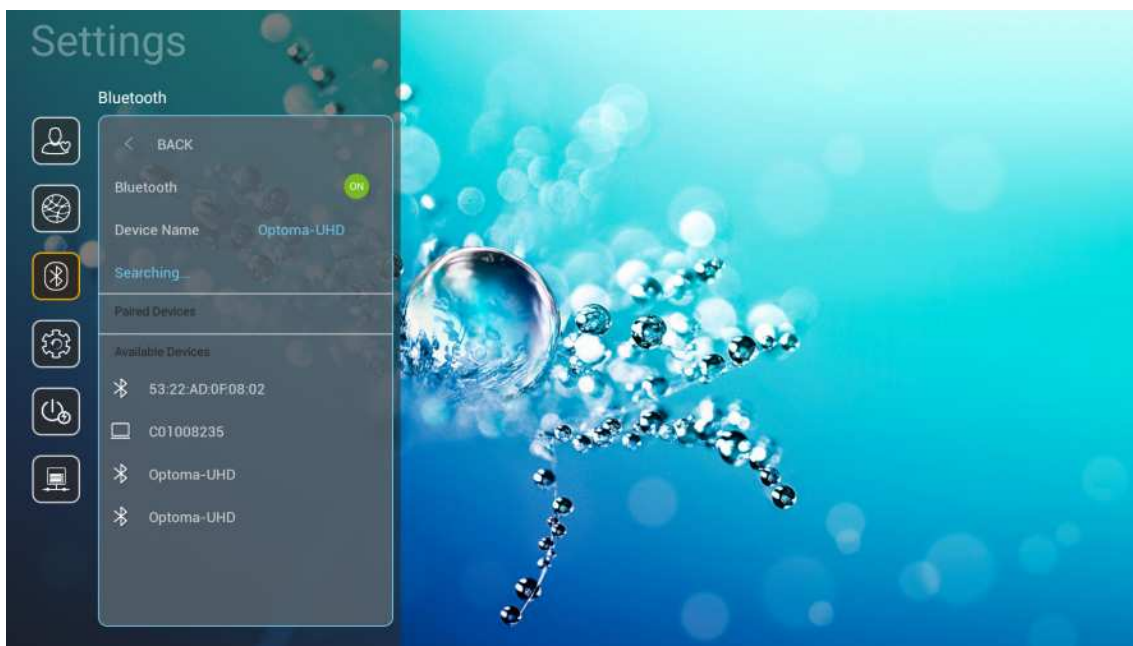 Settings
Bluetooth
BACK
Bluetooth ON
Device Name Optoma-UHD
Searching...
Paired Devices
Available Devices
53:22:AD:0F:08:02
C01008235
Optoma-UHD
Optoma-UHD